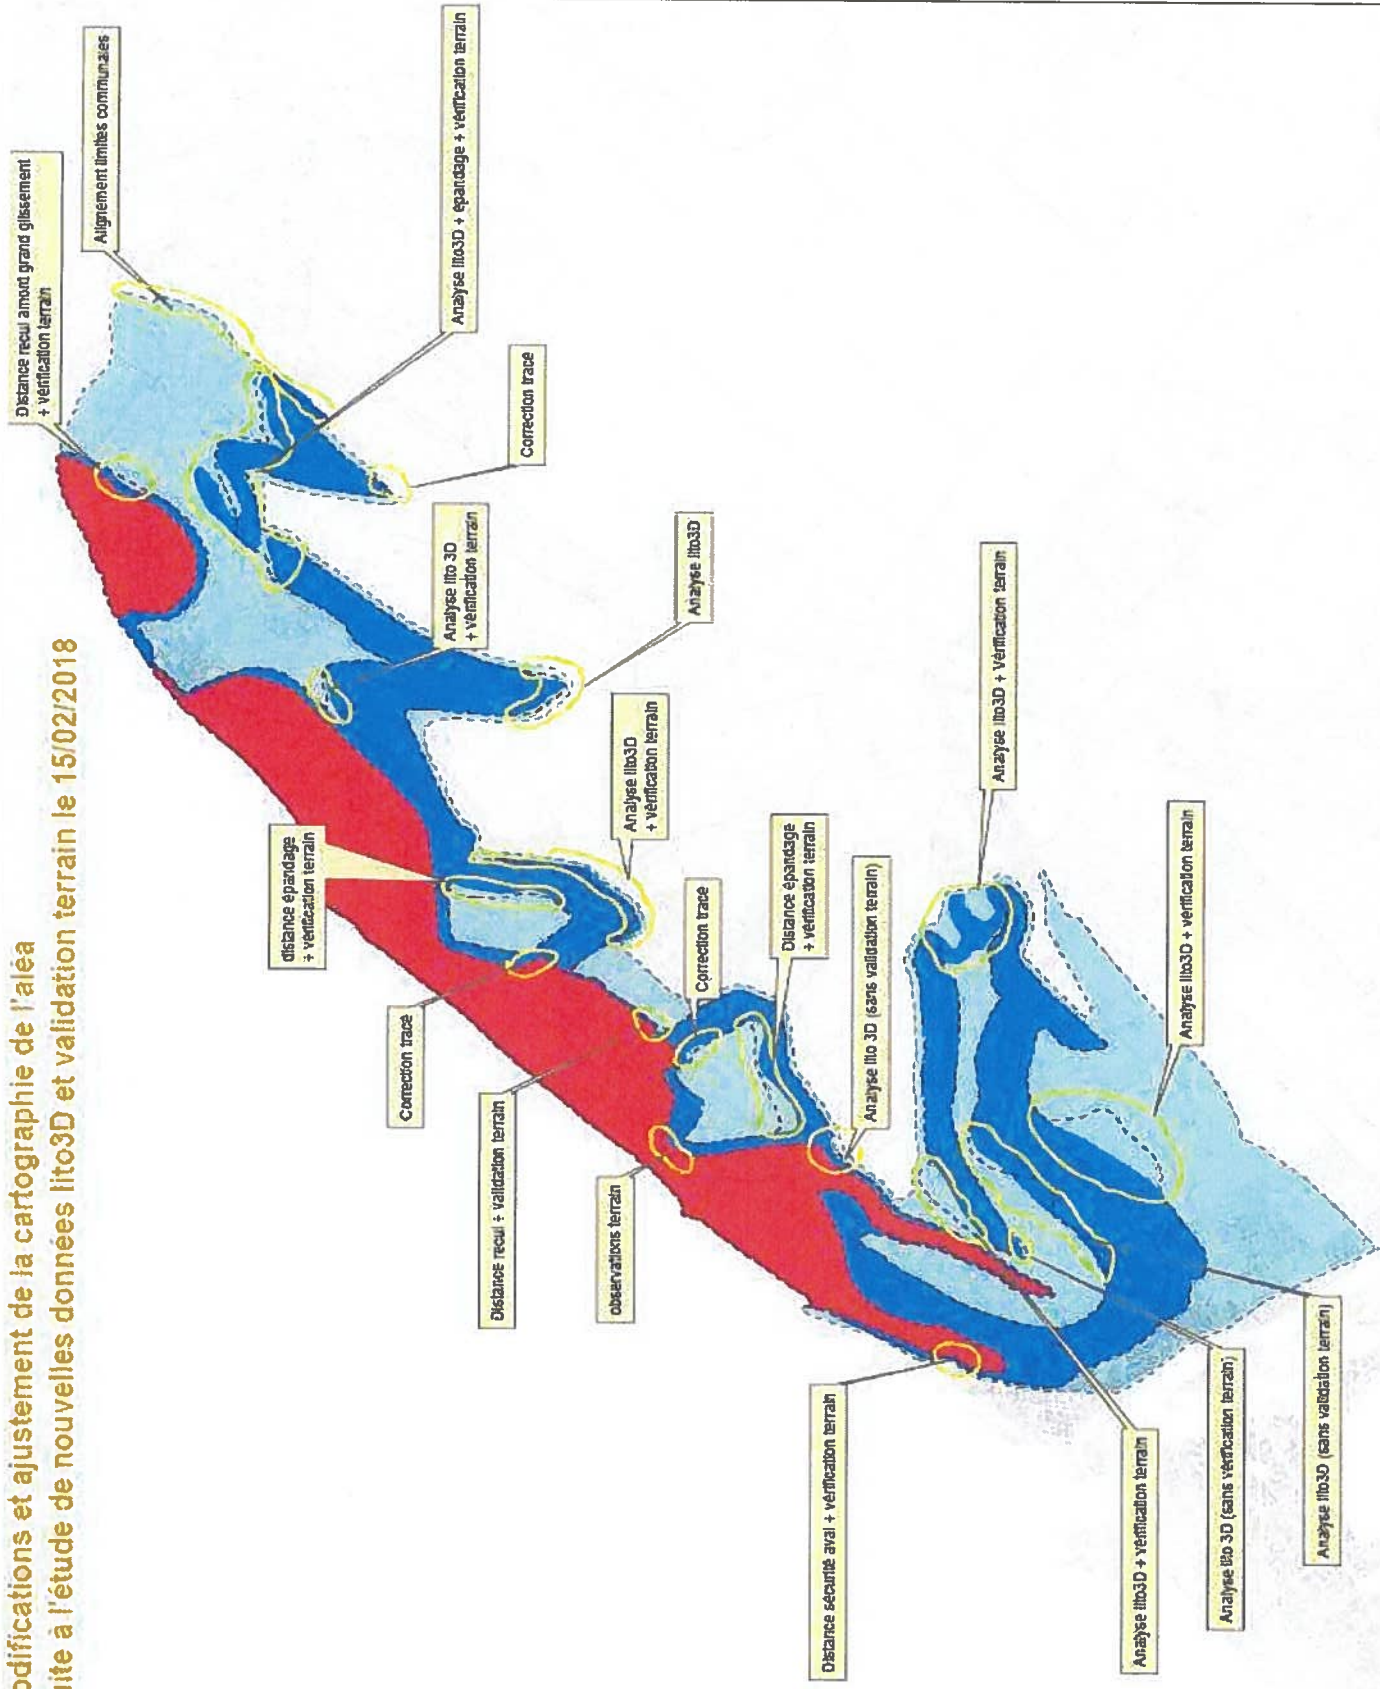 odifications et ajustement de la cartographie de l'aléa
ite à l'étude de nouvelles données lito3D et validation terrain le 15/02/2018
Distance recul amont grand glissement
+ vérification terrain
Alignement limites communales
Analyse lito3D + épandage + vérification terrain
Correction trace
Analyse lito 3D
+ vérification terrain
Analyse lito3D
Analyse lito3D
+ vérification terrain
distance épandage
+ vérification terrain
Correction trace
Correction trace
Distance épandage
+ vérification terrain
Distance recul + validation terrain
observations terrain
Analyse lito 3D (sans validation terrain)
Analyse lito3D + Vérification terrain
Analyse lito3D + vérification terrain
Distance sécurité aval + vérification terrain
Analyse lito3D + vérification terrain
Analyse lito 3D (sans vérification terrain)
Analyse lito3D (sans validation terrain)